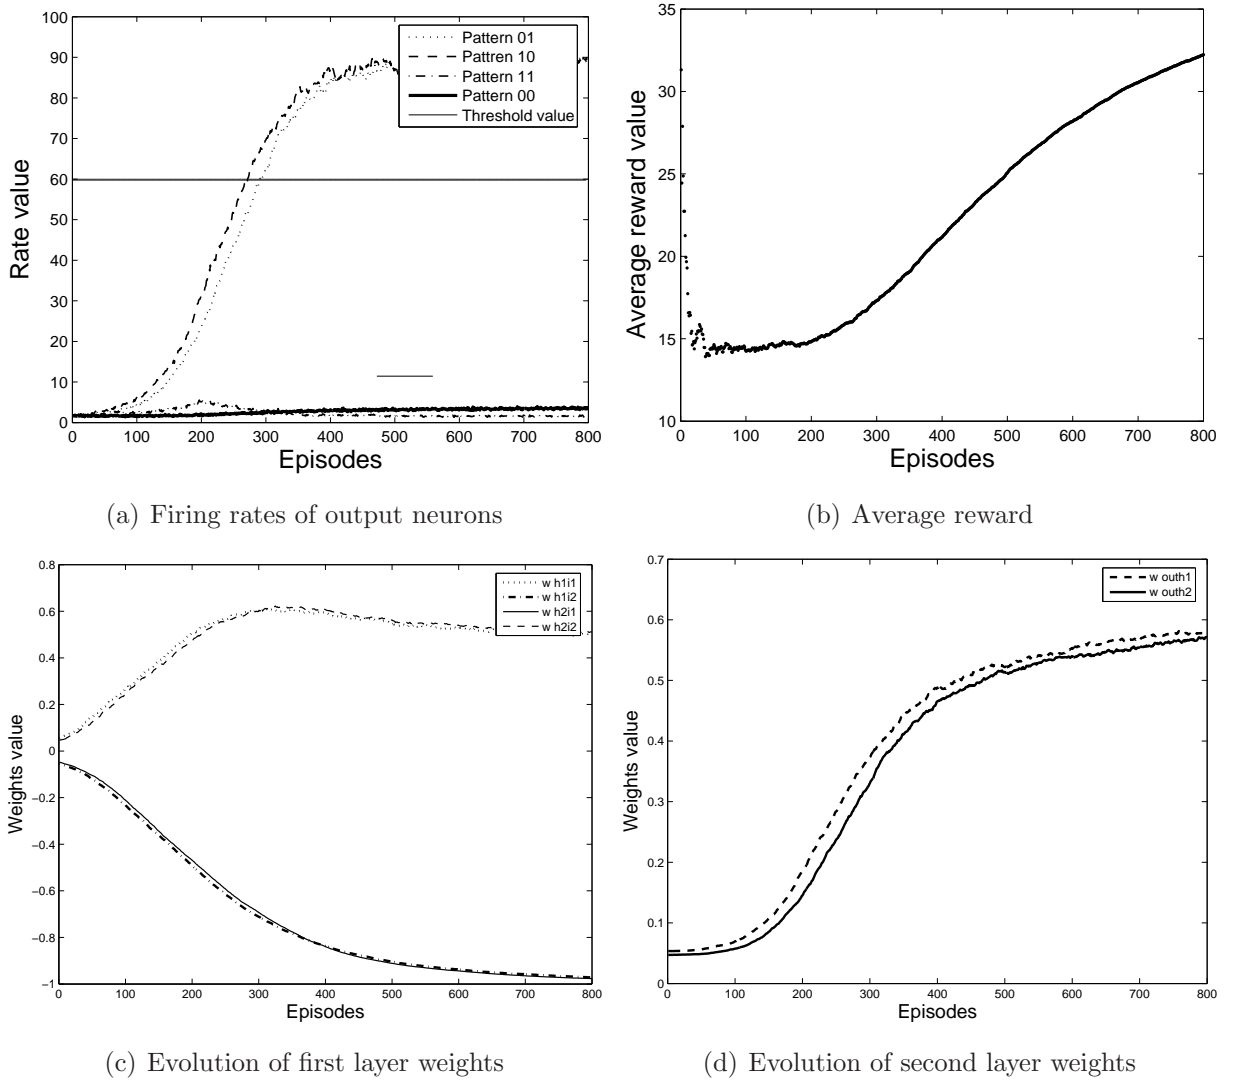 100
90
80
70
60
50
40
30
20
10
0
Rate value
Pattern 01
Pattren 10
Pattern 11
Pattern 00
Threshold value
0 100 200 300 400 500 600 700 800
Episodes
(a) Firing rates of output neurons
35
30
25
20
15
10
Average reward value
0 100 200 300 400 500 600 700 800
Episodes
(b) Average reward
0.8
0.6
0.4
0.2
0
−0.2
−0.4
−0.6
−0.8
−1
Weights value
w h1i1
w h1i2
w h2i1
w h2i2
0 100 200 300 400 500 600 700 800
Episodes
(c) Evolution of first layer weights
0.7
0.6
0.5
0.4
0.3
0.2
0.1
0
Weights value
w outh1
w outh2
0 100 200 300 400 500 600 700 800
Episodes
(d) Evolution of second layer weights